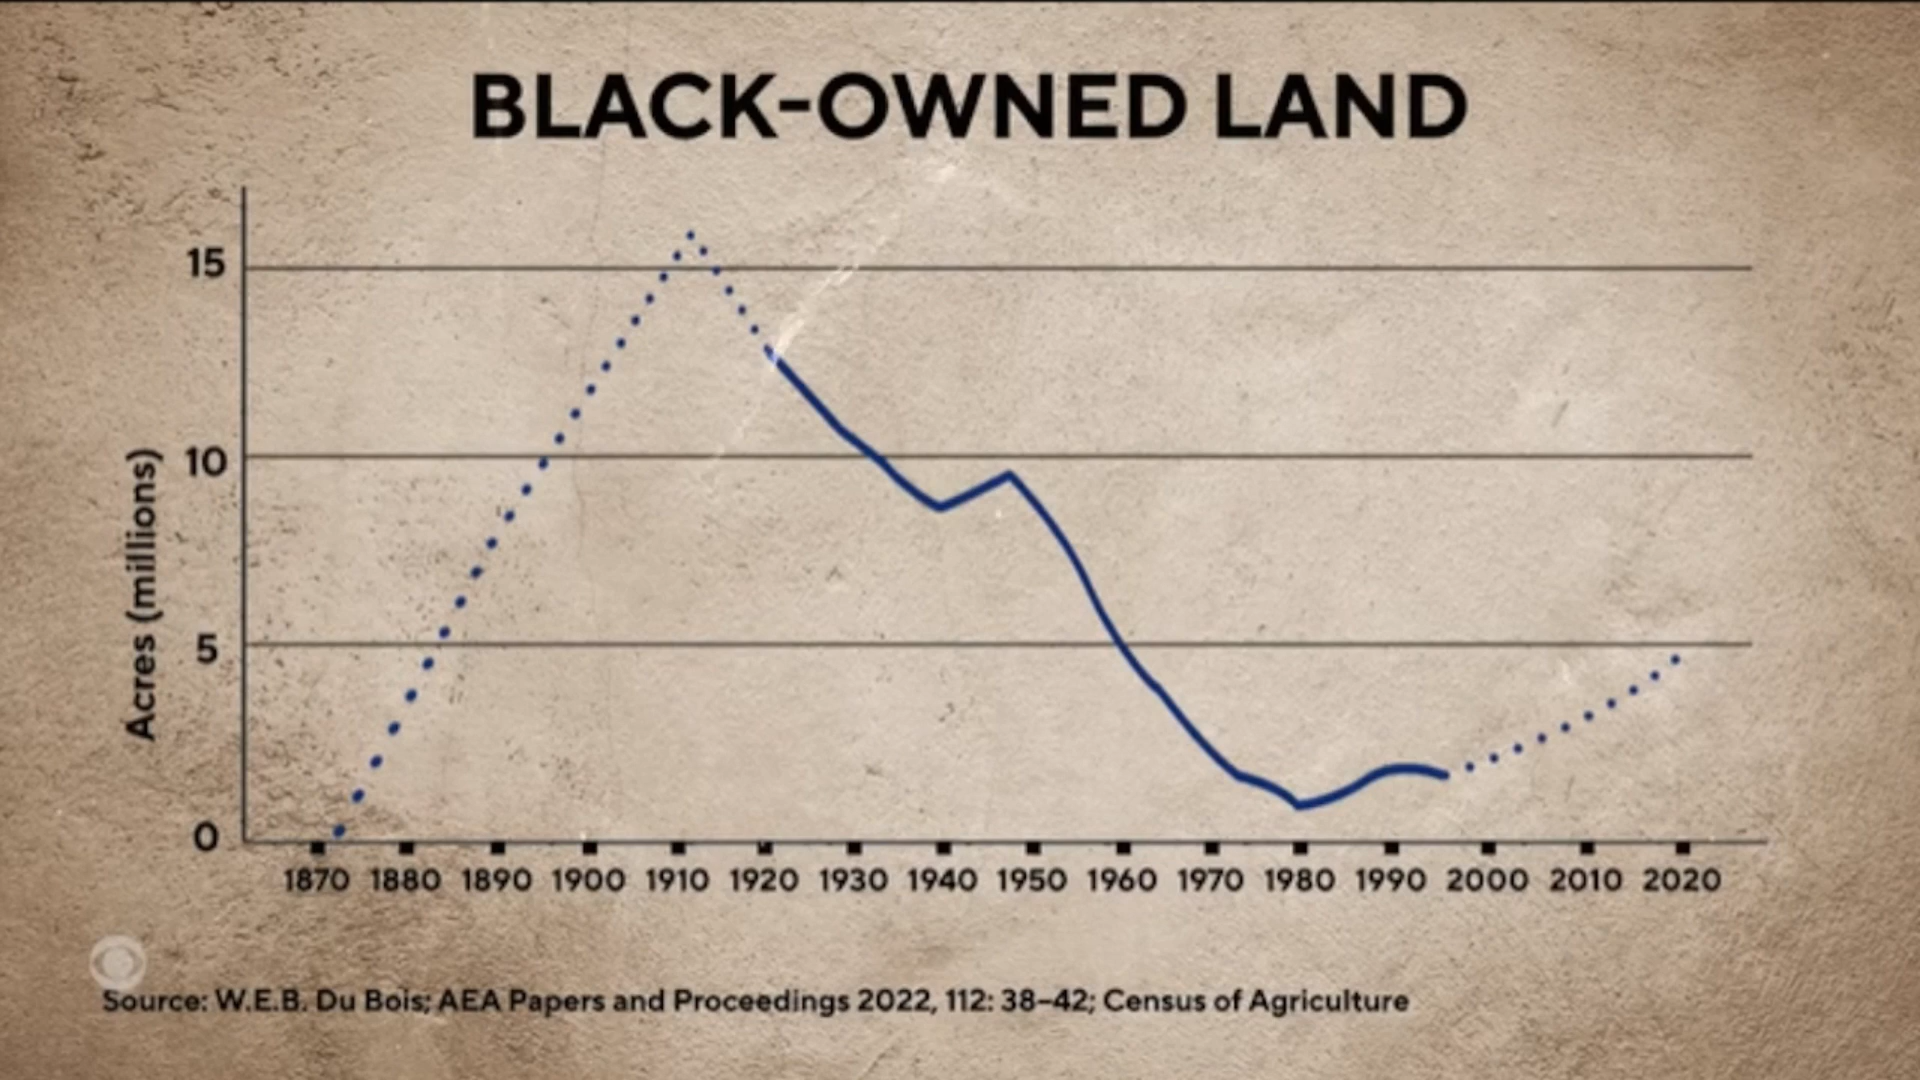 BLACK-OWNED LAND
Acres (millions)
15
10
5
0
1870 1880 1890 1900 1910 1920 1930 1940 1950 1960 1970 1980 1990 2000 2010 2020
Source: W.E.B. Du Bois; AEA Papers and Proceedings 2022, 112: 38–42; Census of Agriculture